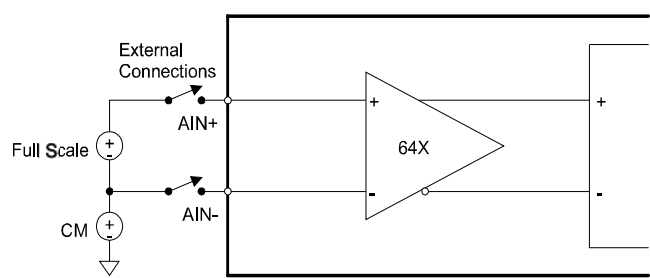 External
Connections
AIN+
+
+
+
-
Full Scale
64X
-
-
AIN-
+
-
CM